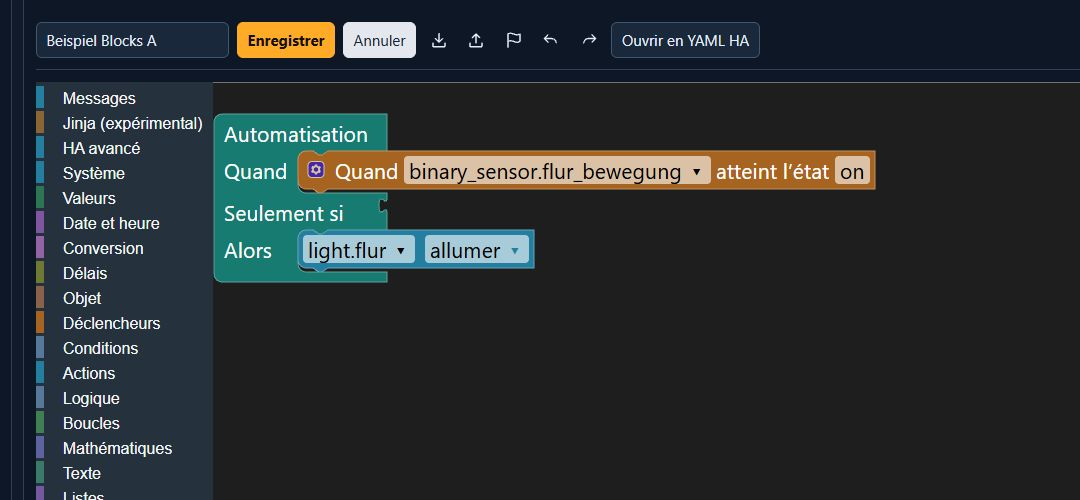 Beispiel Blocks A Enregistrer Annuler Ouvrir en YAML HA
Messages
Jinja (expérimental)
HA avancé
Système
Valeurs
Date et heure
Conversion
Délais
Objet
Déclencheurs
Conditions
Actions
Logique
Boucles
Mathématiques
Texte
Listes
Automatisation
Quand Quand binary_sensor.flur_bewegung atteint l'état on
Seulement si
Alors light.flur allumer